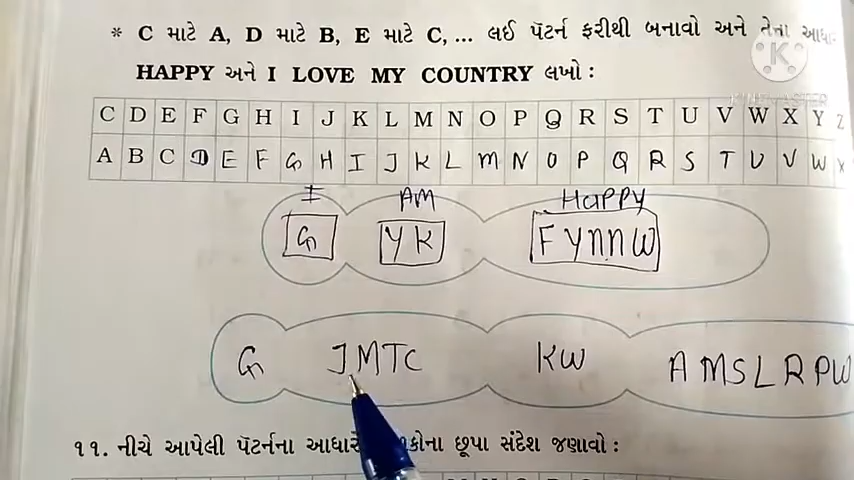 * C માટે A, D માટે B, E માટે C, ... લઈ પૅટર્ન ફરીથી બનાવો અને તેના આધા
HAPPY અને I LOVE MY COUNTRY લખો :
K
KINEMASTER
C D E F G H I J K L M N O P Q R S T U V W X Y Z
A B C D E F G H I J K L M N O P Q R S T U V W X
I AM HaPPY
G YK FYNNW
G JMTC KW AMSLRPW
૧૧. નીચે આપેલી પૅટર્નના આધારે છૂપા સંદેશ જણાવો :